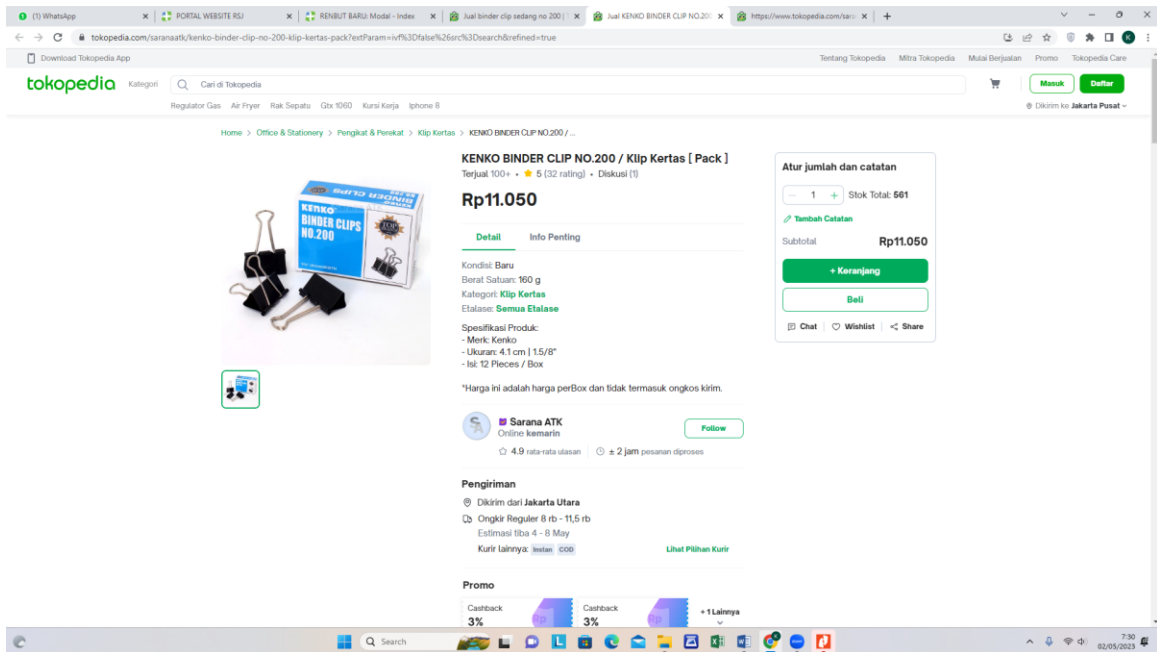 (1) WhatsApp
PORTAL WEBSITE RSJ
RENBUT BARU: Modal - Index
Jual binder clip sedang no 200 | T
Jual KENKO BINDER CLIP NO.200
https://www.tokopedia.com/sara
tokopedia.com/saranaatk/kenko-binder-clip-no-200-klip-kertas-pack?extParam=ivf%3Dfalse%26src%3Dsearch&refined=true
Download Tokopedia App
Tentang Tokopedia Mitra Tokopedia Mulai Berjualan Promo Tokopedia Care
tokopedia Kategori Cari di Tokopedia Masuk Daftar
Regulator Gas Air Fryer Rak Sepatu Gtx 1060 Kursi Kerja Iphone 8
Dikirim ke Jakarta Pusat
Home > Office & Stationery > Pengikat & Perekat > Klip Kertas > KENKO BINDER CLIP NO.200 / ...
KENKO
BINDER CLIPS
NO.200
KENKO BINDER CLIP NO.200 / Klip Kertas [ Pack ]
Terjual 100+ • 5 (32 rating) • Diskusi (1)
Rp11.050
Detail Info Penting
Kondisi: Baru
Berat Satuan: 160 g
Kategori: Klip Kertas
Etalase: Semua Etalase
Spesifikasi Produk:
- Merk: Kenko
- Ukuran: 4.1 cm | 1.5/8"
- Isi: 12 Pieces / Box
*Harga ini adalah harga perBox dan tidak termasuk ongkos kirim.
Sarana ATK
Online kemarin
Follow
4.9 rata-rata ulasan ± 2 jam pesanan diproses
Pengiriman
Dikirim dari Jakarta Utara
Ongkir Reguler 8 rb - 11,5 rb
Estimasi tiba 4 - 8 May
Kurir lainnya: Instan COD Lihat Pilihan Kurir
Promo
Cashback
3%
Rp
Cashback
3%
Rp
+ 1 Lainnya
Atur jumlah dan catatan
- 1 + Stok Total: 561
Tambah Catatan
Subtotal Rp11.050
+ Keranjang
Beli
Chat Wishlist Share
Search
7:30
02/05/2023